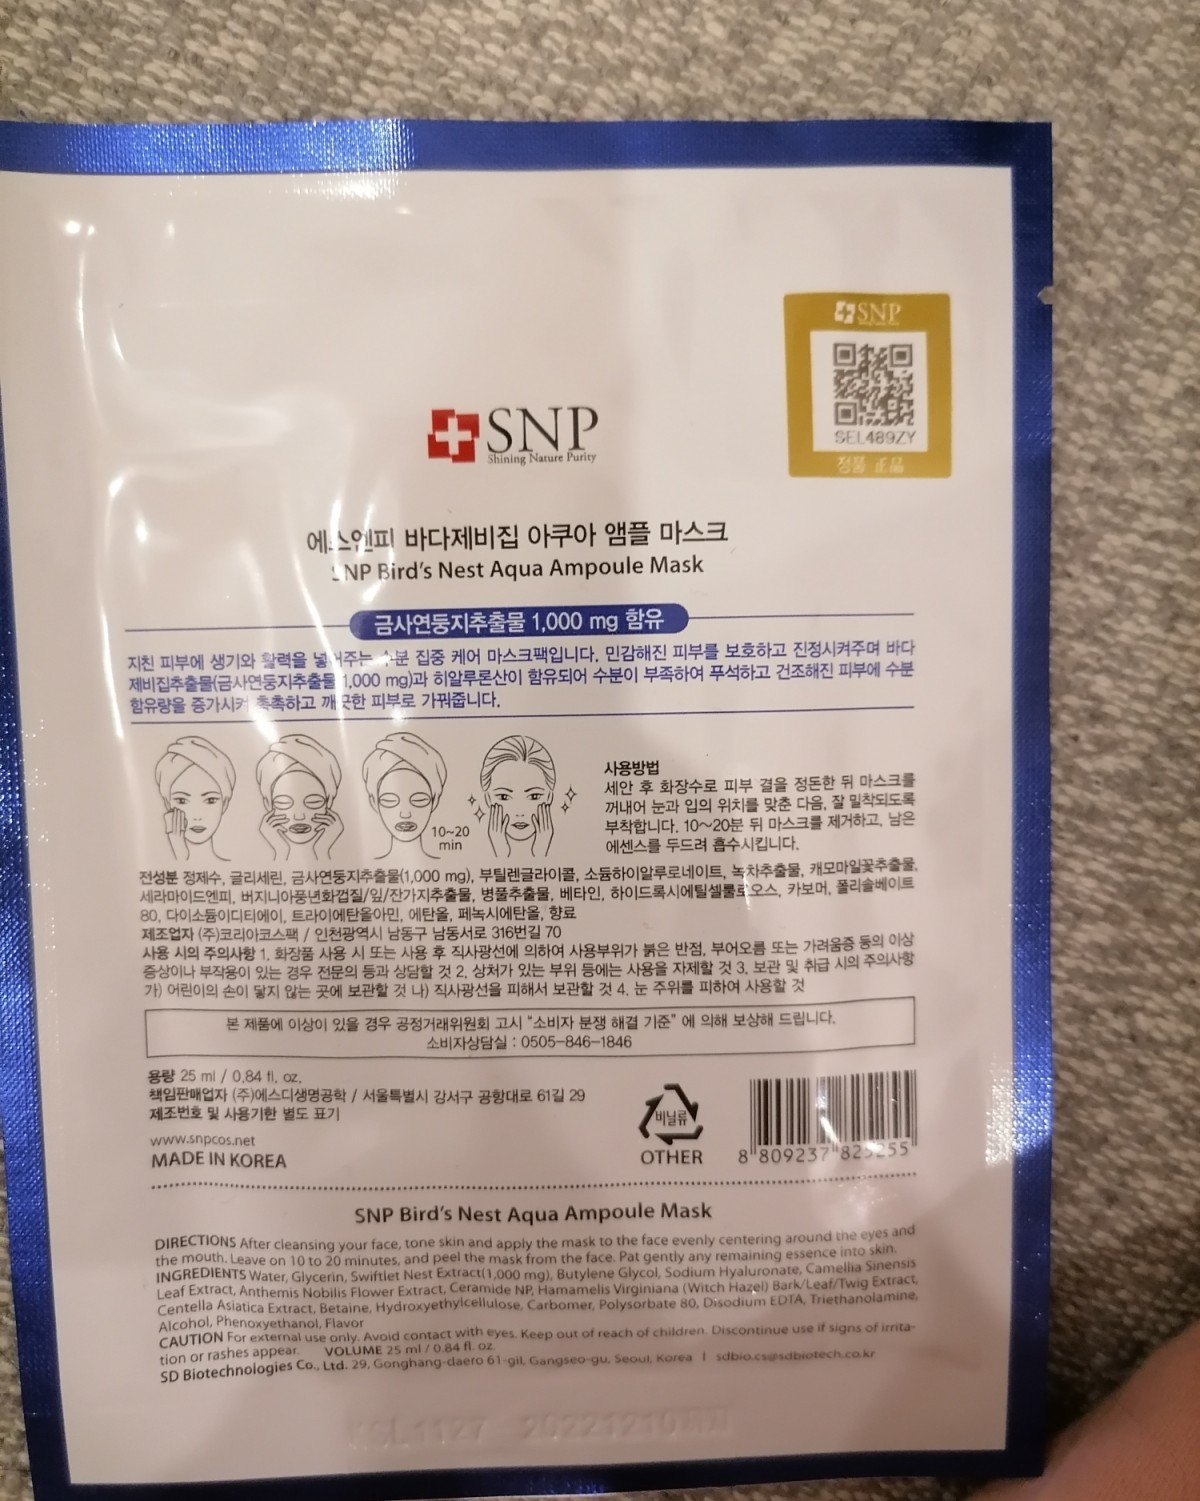 SNP
SEL489ZY
정품 正品
SNP
Shining Nature Purity
에스엔피 바다제비집 아쿠아 앰플 마스크
SNP Bird's Nest Aqua Ampoule Mask
금사연둥지추출물 1,000 mg 함유
지친 피부에 생기와 활력을 넣어주는 수분 집중 케어 마스크팩입니다. 민감해진 피부를 보호하고 진정시켜주며 바다
제비집추출물(금사연둥지추출물 1,000 mg)과 히알루론산이 함유되어 수분이 부족하여 푸석하고 건조해진 피부에 수분
함유량을 증가시켜 촉촉하고 깨끗한 피부로 가꿔줍니다.
10~20
min
사용방법
세안 후 화장수로 피부 결을 정돈한 뒤 마스크를
꺼내어 눈과 입의 위치를 맞춘 다음, 잘 밀착되도록
부착합니다. 10~20분 뒤 마스크를 제거하고, 남은
에센스를 두드려 흡수시킵니다.
전성분 정제수, 글리세린, 금사연둥지추출물(1,000 mg), 부틸렌글라이콜, 소듐하이알루로네이트, 녹차추출물, 캐모마일꽃추출물,
세라마이드엔피, 버지니아풍년화껍질/잎/잔가지추출물, 병풀추출물, 베타인, 하이드록시에틸셀룰로오스, 카보머, 폴리솔베이트
80, 다이소듐이디티에이, 트라이에탄올아민, 에탄올, 페녹시에탄올, 향료
제조업자 (주)코리아코스팩 / 인천광역시 남동구 남동서로 316번길 70
사용 시의 주의사항 1. 화장품 사용 시 또는 사용 후 직사광선에 의하여 사용부위가 붉은 반점, 부어오름 또는 가려움증 등의 이상
증상이나 부작용이 있는 경우 전문의 등과 상담할 것 2. 상처가 있는 부위 등에는 사용을 자제할 것 3. 보관 및 취급 시의 주의사항
가) 어린이의 손이 닿지 않는 곳에 보관할 것 나) 직사광선을 피해서 보관할 것 4. 눈 주위를 피하여 사용할 것
본 제품에 이상이 있을 경우 공정거래위원회 고시 "소비자 분쟁 해결 기준" 에 의해 보상해 드립니다.
소비자상담실 : 0505-846-1846
용량 25 ml / 0.84 fl. oz.
책임판매업자 (주)에스디생명공학 / 서울특별시 강서구 공항대로 61길 29
제조번호 및 사용기한 별도 표기
www.snpcos.net
MADE IN KOREA
비닐류
OTHER
8 809237 825255
SNP Bird's Nest Aqua Ampoule Mask
DIRECTIONS After cleansing your face, tone skin and apply the mask to the face evenly centering around the eyes and
the mouth. Leave on 10 to 20 minutes, and peel the mask from the face. Pat gently any remaining essence into skin.
INGREDIENTS Water, Glycerin, Swiftlet Nest Extract(1,000 mg), Butylene Glycol, Sodium Hyaluronate, Camellia Sinensis
Leaf Extract, Anthemis Nobilis Flower Extract, Ceramide NP, Hamamelis Virginiana (Witch Hazel) Bark/Leaf/Twig Extract,
Centella Asiatica Extract, Betaine, Hydroxyethylcellulose, Carbomer, Polysorbate 80, Disodium EDTA, Triethanolamine,
Alcohol, Phenoxyethanol, Flavor
CAUTION For external use only. Avoid contact with eyes. Keep out of reach of children. Discontinue use if signs of irrita-
tion or rashes appear. VOLUME 25 ml / 0.84 fl. oz.
SD Biotechnologies Co., Ltd. 29, Gonghang-daero 61-gil, Gangseo-gu, Seoul, Korea I sdbio.cs@sdbiotech.co.kr
20221210까지